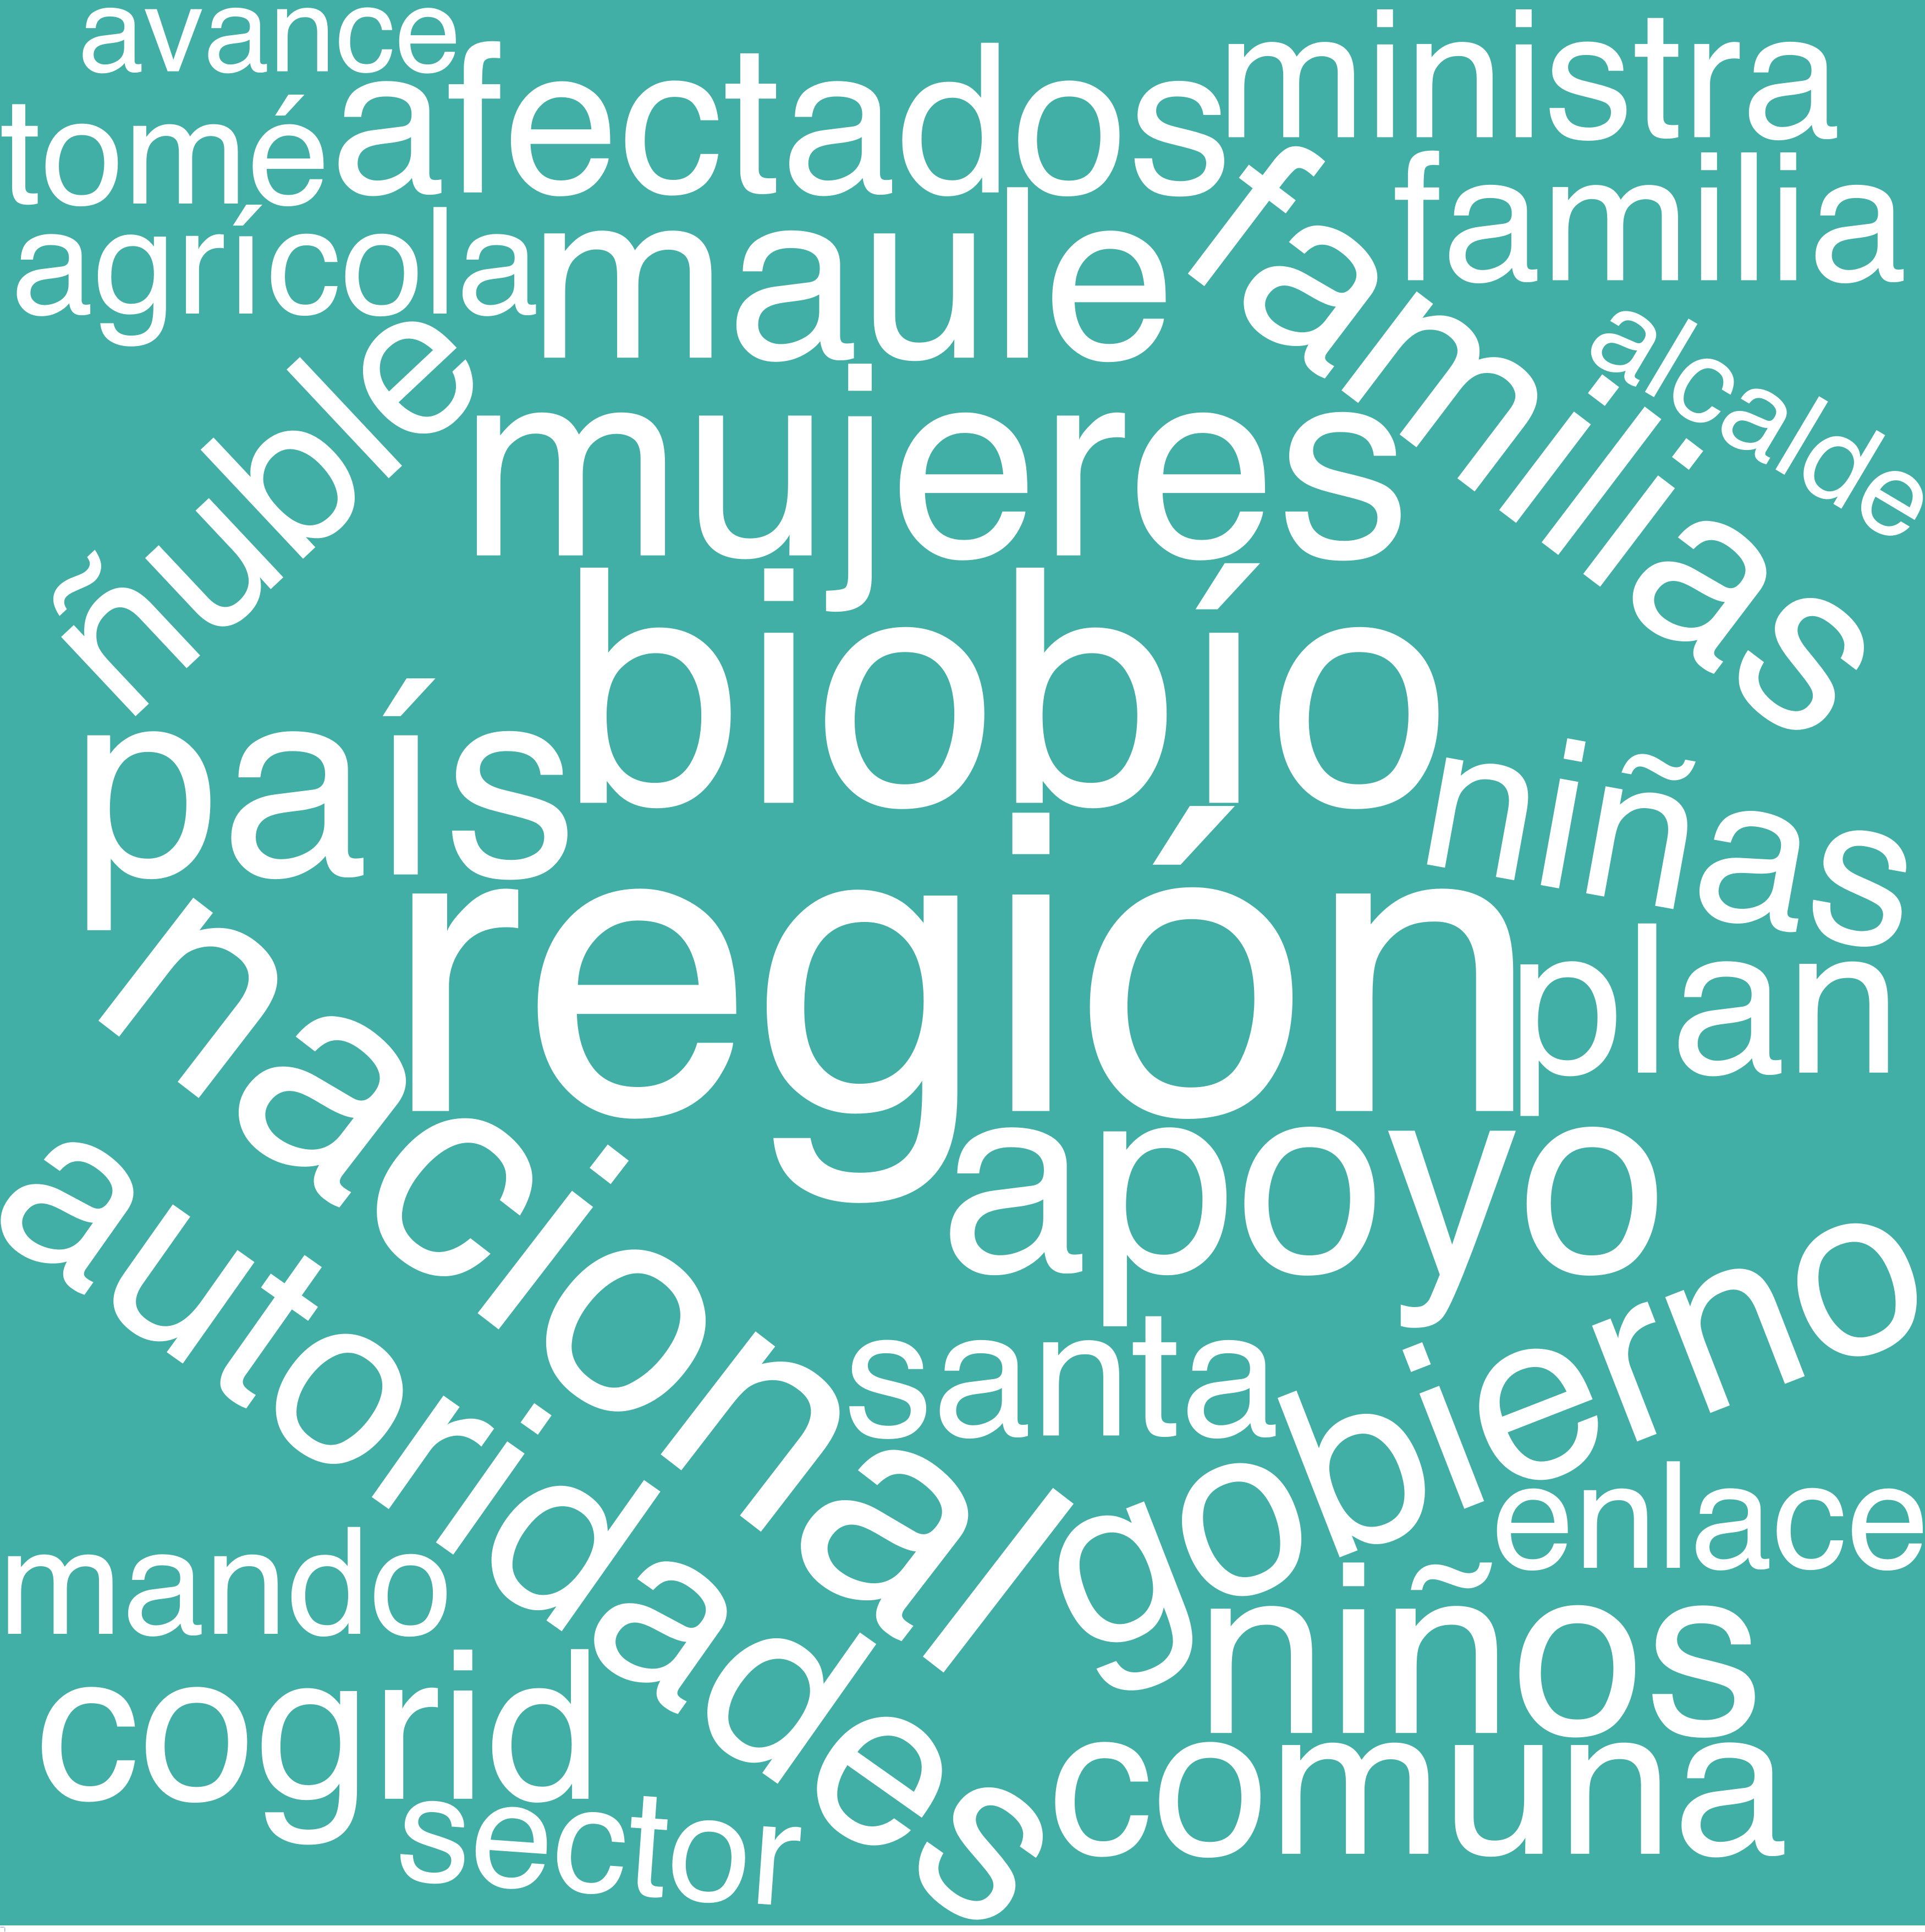 avance
ministra
afectados
tomé
familia
agrícola
maule
familias
alcalde
ñuble
mujeres
biobío
país
niñas
región
plan
nacional
apoyo
autoridades
santa
gobierno
enlace
mando
niños
cogrid
comuna
sector